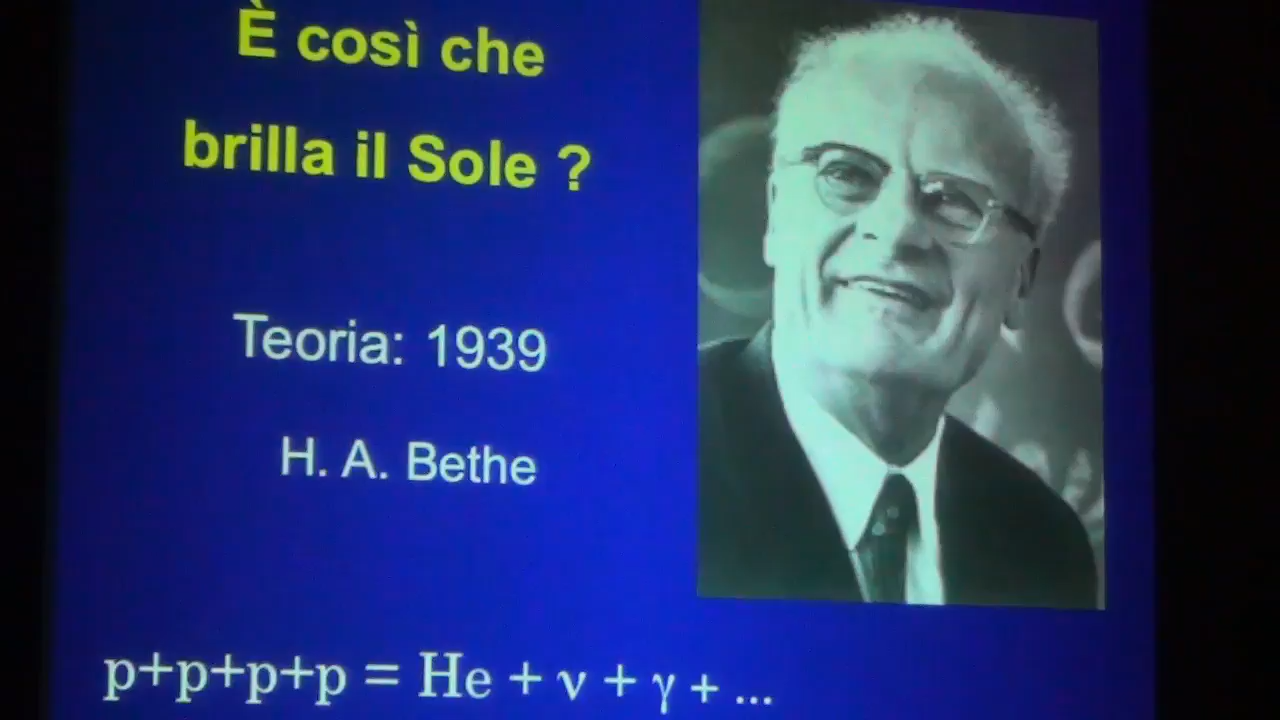 È così che
brilla il Sole ?
Teoria: 1939
H. A. Bethe
p+p+p+p = He + ν + γ + ...